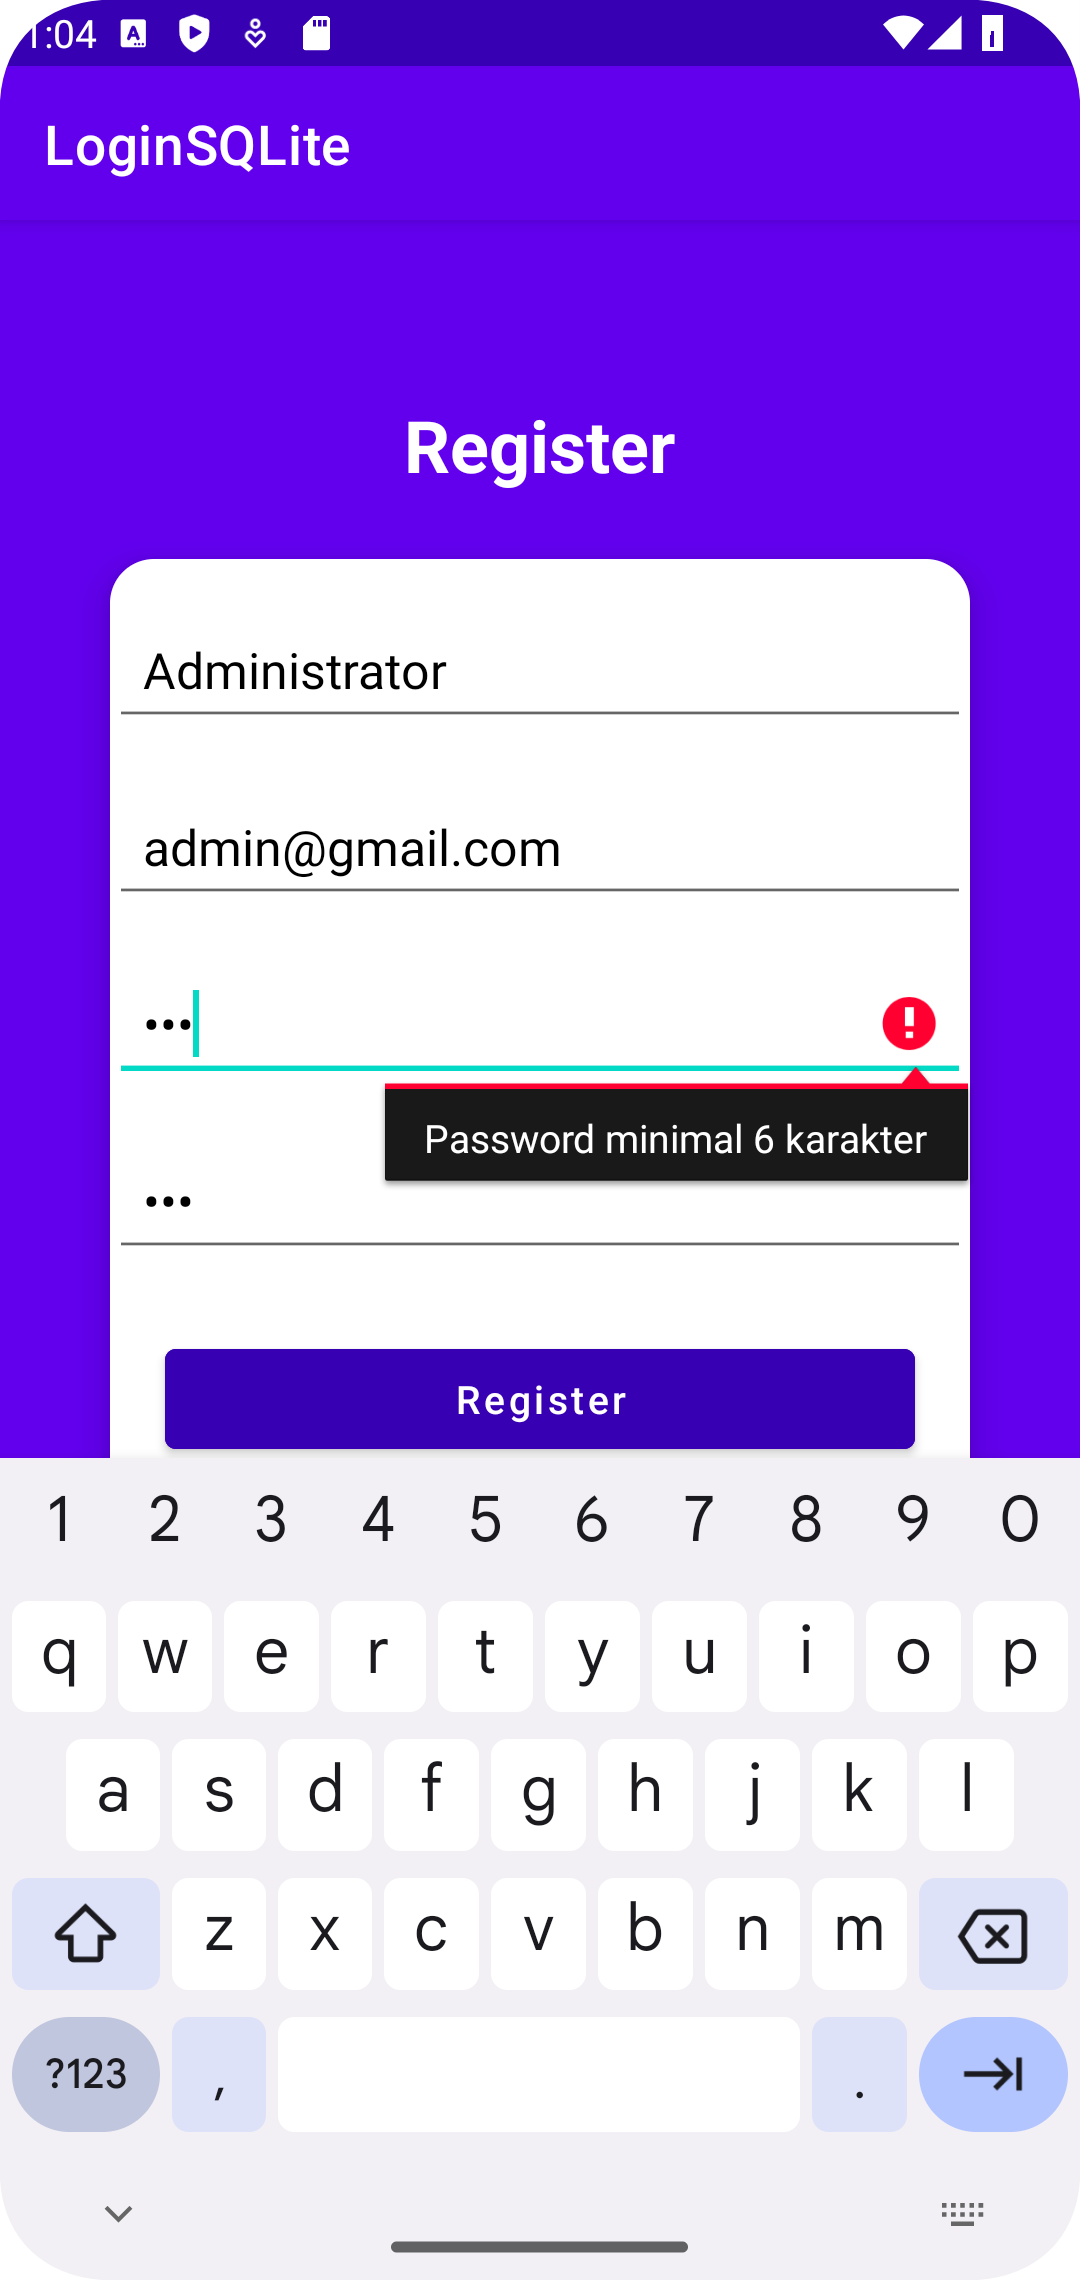 1:04
LoginSQLite
Register
Administrator
admin@gmail.com
•••
Password minimal 6 karakter
•••
Register
1 2 3 4 5 6 7 8 9 0
q w e r t y u i o p
a s d f g h j k l
z x c v b n m
?123 , .